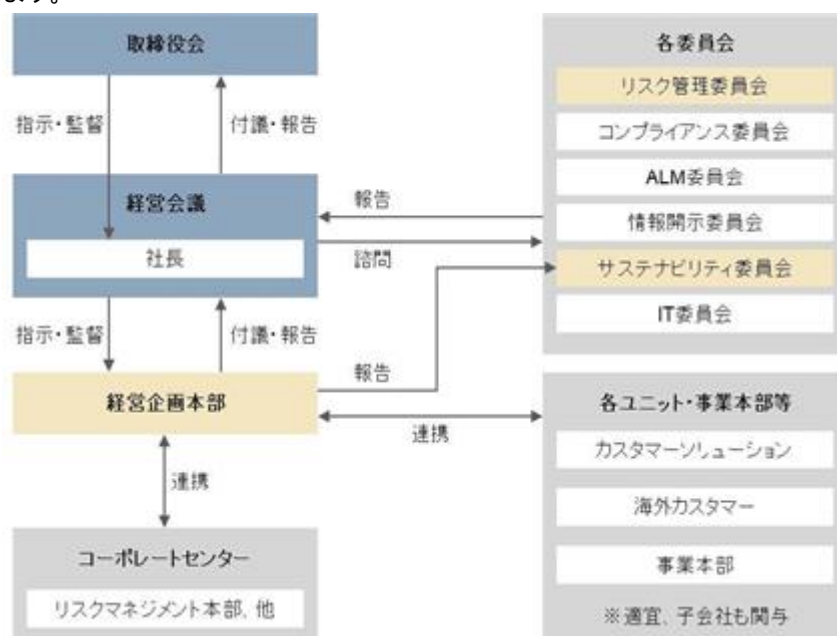 ます。
取締役会
指示・監督
付議・報告
経営会議
社長
報告
諮問
指示・監督
付議・報告
経営企画本部
報告
連携
連携
コーポレートセンター
リスクマネジメント本部、他
各委員会
リスク管理委員会
コンプライアンス委員会
ALM委員会
情報開示委員会
サステナビリティ委員会
IT委員会
各ユニット・事業本部等
カスタマーソリューション
海外カスタマー
事業本部
※適宜、子会社も関与